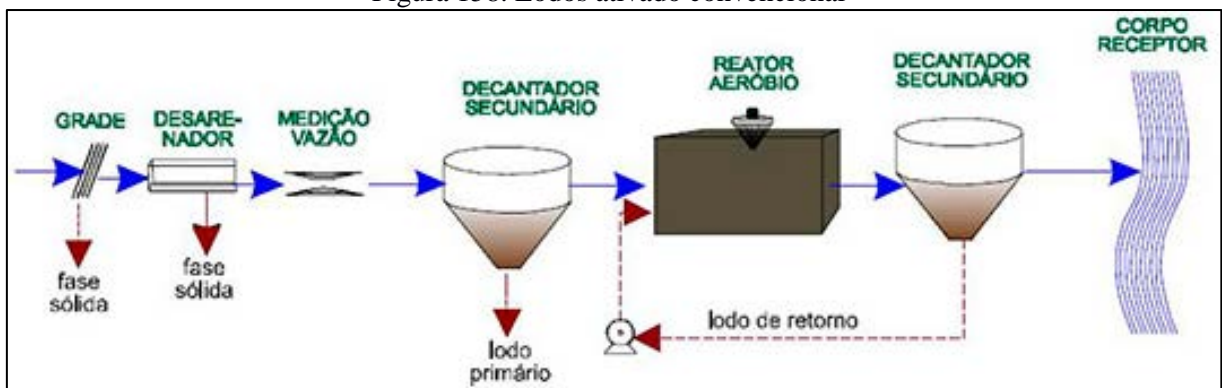 GRADE
DESARE-
NADOR
MEDIÇÃO
VAZÃO
DECANTADOR
SECUNDÁRIO
REATOR
AERÓBIO
DECANTADOR
SECUNDÁRIO
CORPO
RECEPTOR
fase
sólida
fase
sólida
lodo
primário
lodo de retorno